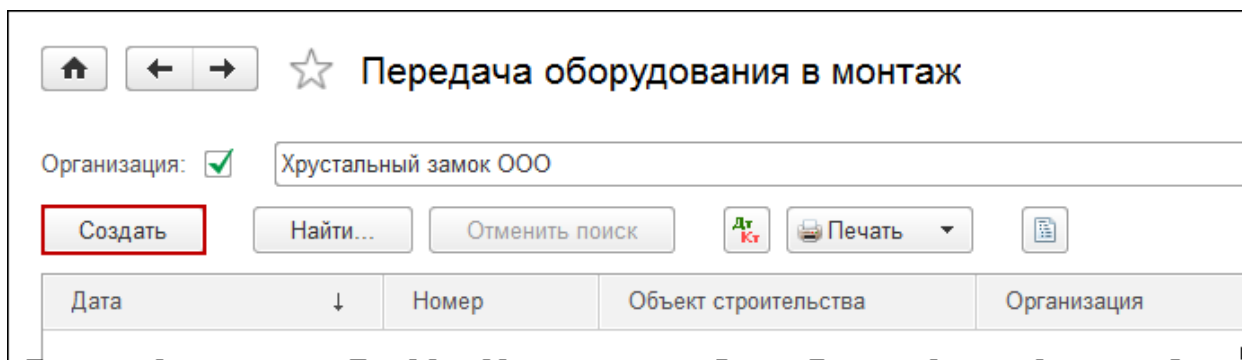 Передача оборудования в монтаж
Организация: Хрустальный замок ООО
Создать Найти... Отменить поиск Дт Кт Печать
Дата ↓ Номер Объект строительства Организация